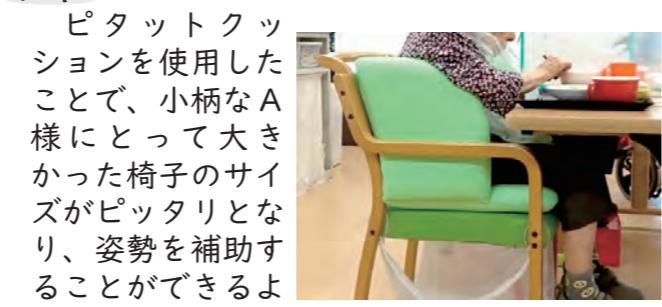 ピタットクッ
ションを使用した
ことで、小柄なA
様にとって大き
かった椅子のサイ
ズがピッタリとな
り、姿勢を補助す
ることができるよ